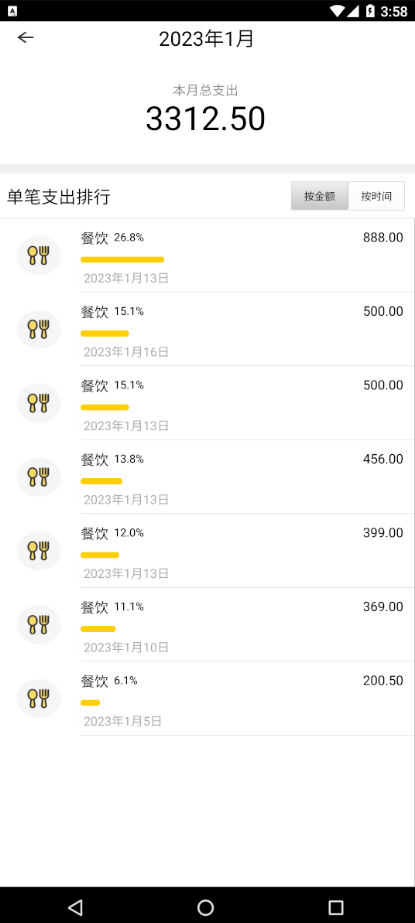 3:58
2023年1月
本月总支出
3312.50
单笔支出排行 按金额 按时间
餐饮 26.8% 888.00
2023年1月13日
餐饮 15.1% 500.00
2023年1月16日
餐饮 15.1% 500.00
2023年1月13日
餐饮 13.8% 456.00
2023年1月13日
餐饮 12.0% 399.00
2023年1月13日
餐饮 11.1% 369.00
2023年1月10日
餐饮 6.1% 200.50
2023年1月5日